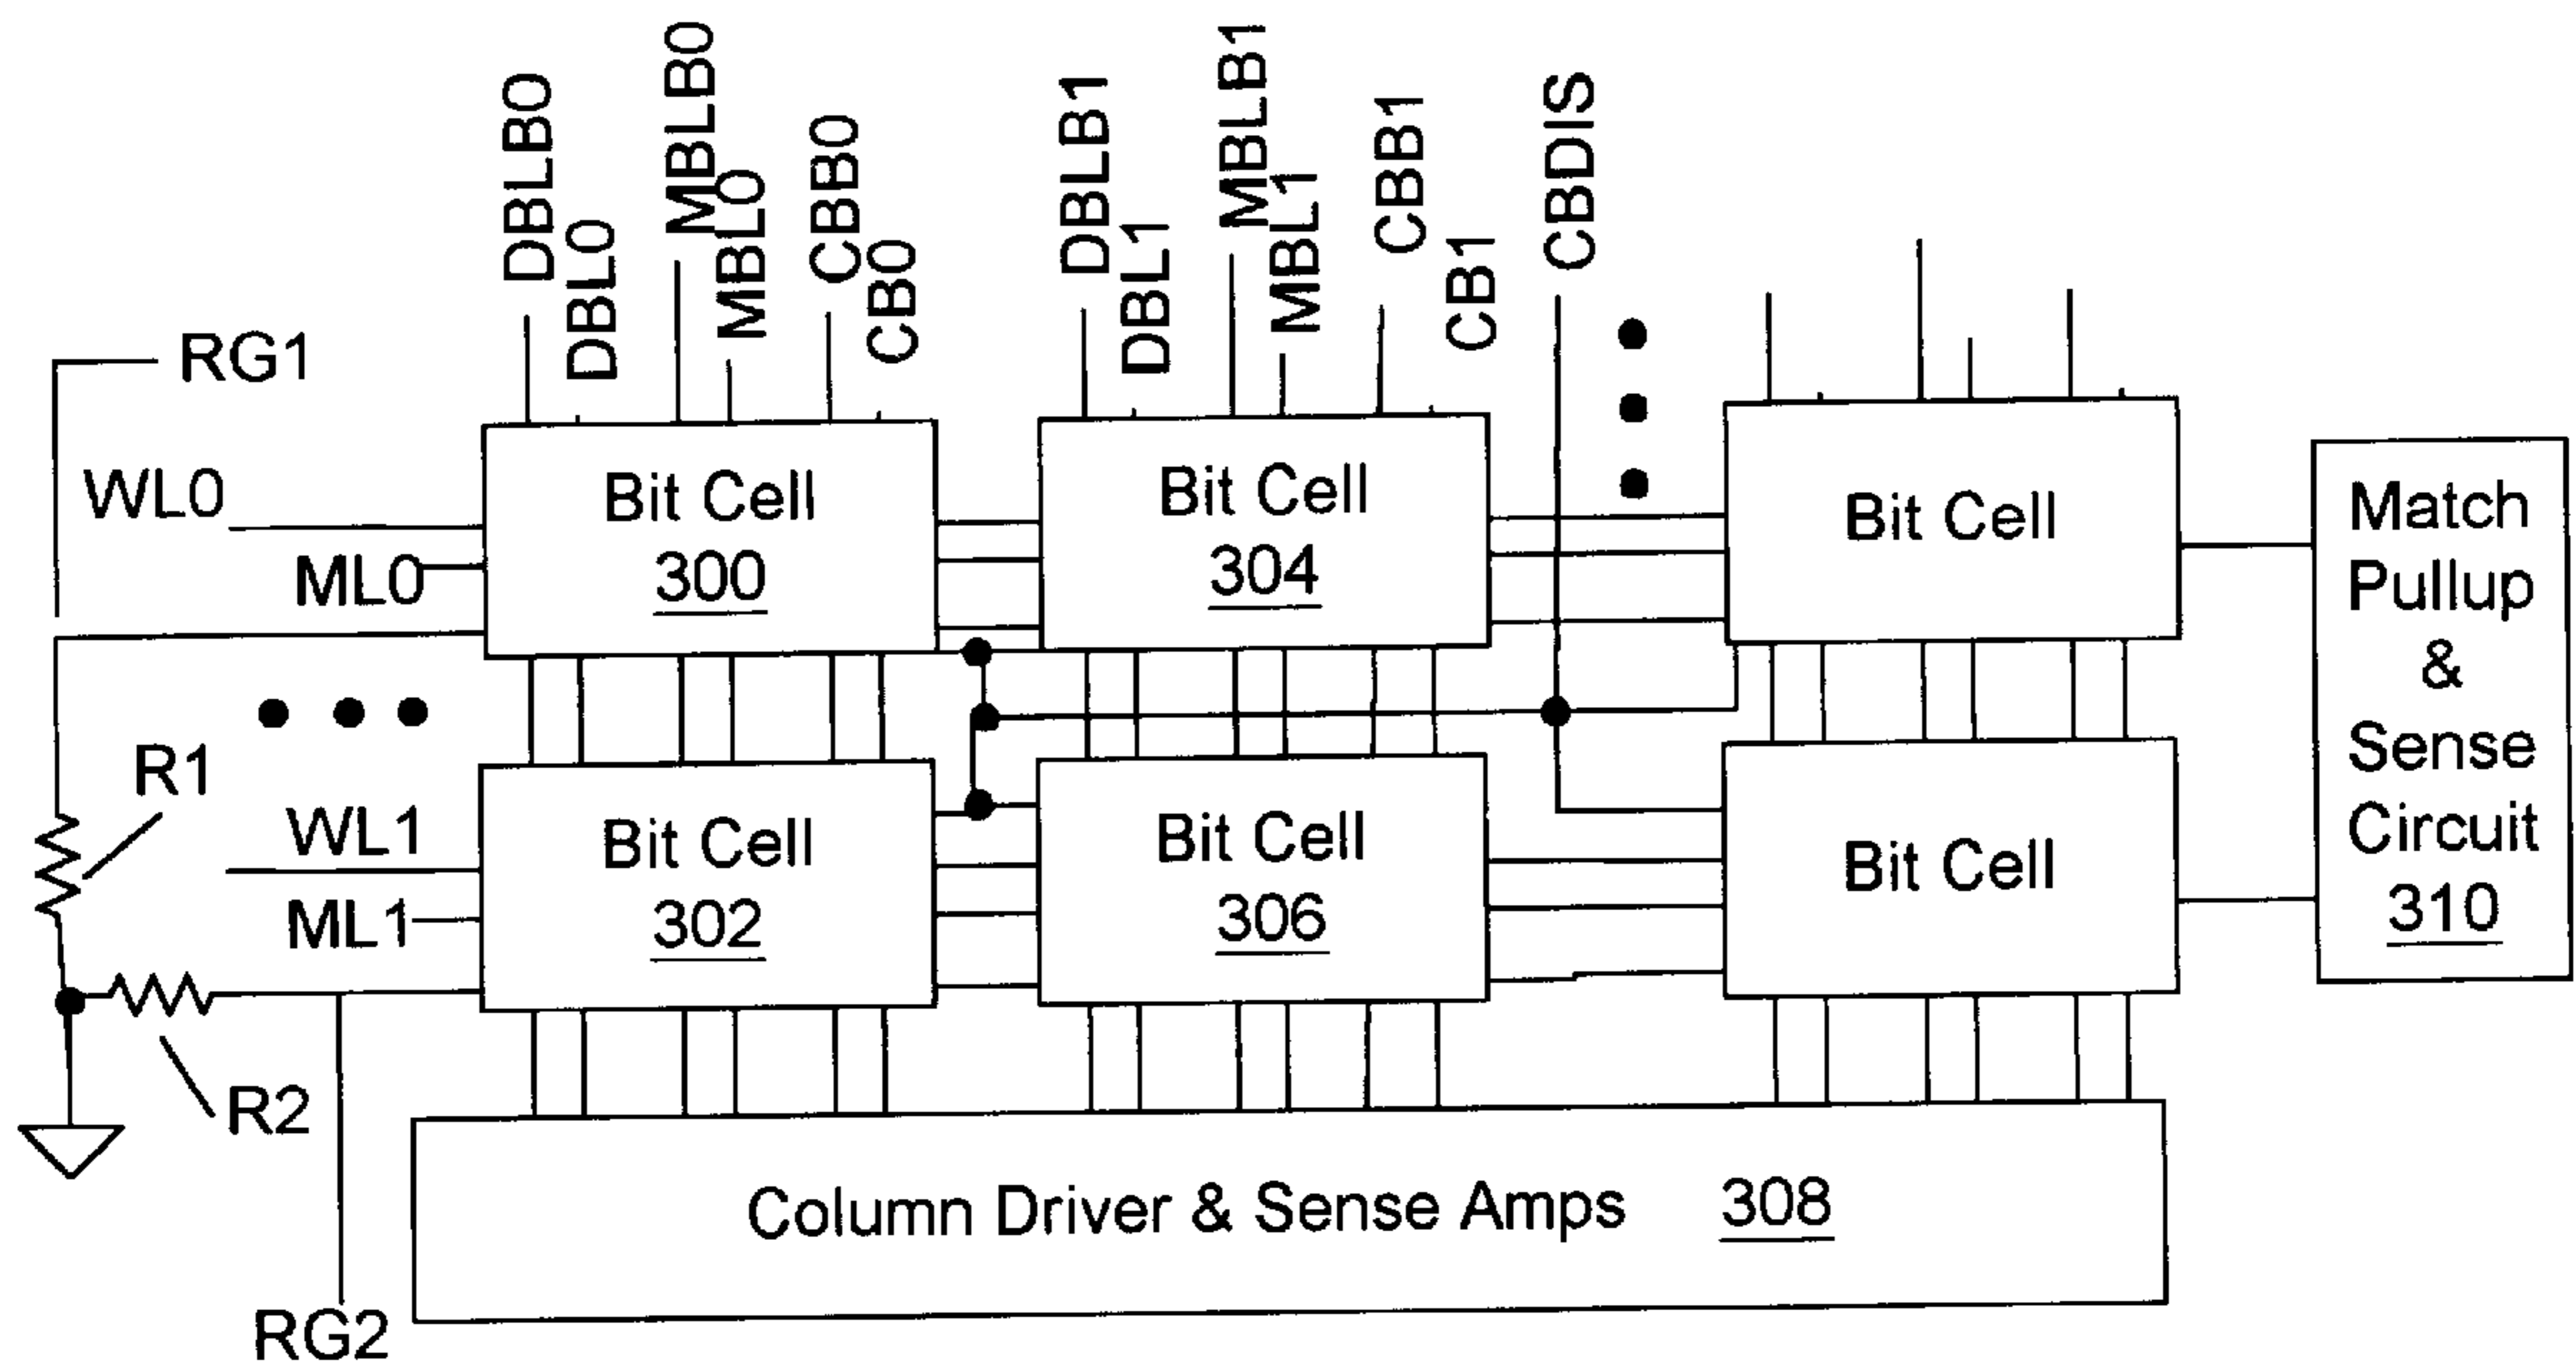 DBLB0
DBL0
MBLB0
MBL0
CBB0
CB0
DBLB1
DBL1
MBLB1
MBL1
CBB1
CB1
CBDIS
RG1
WL0
ML0
Bit Cell
300
Bit Cell
304
Bit Cell
Match
Pullup
&
Sense
Circuit
310
R1
WL1
ML1
Bit Cell
302
Bit Cell
306
Bit Cell
R2
RG2
Column Driver & Sense Amps 308